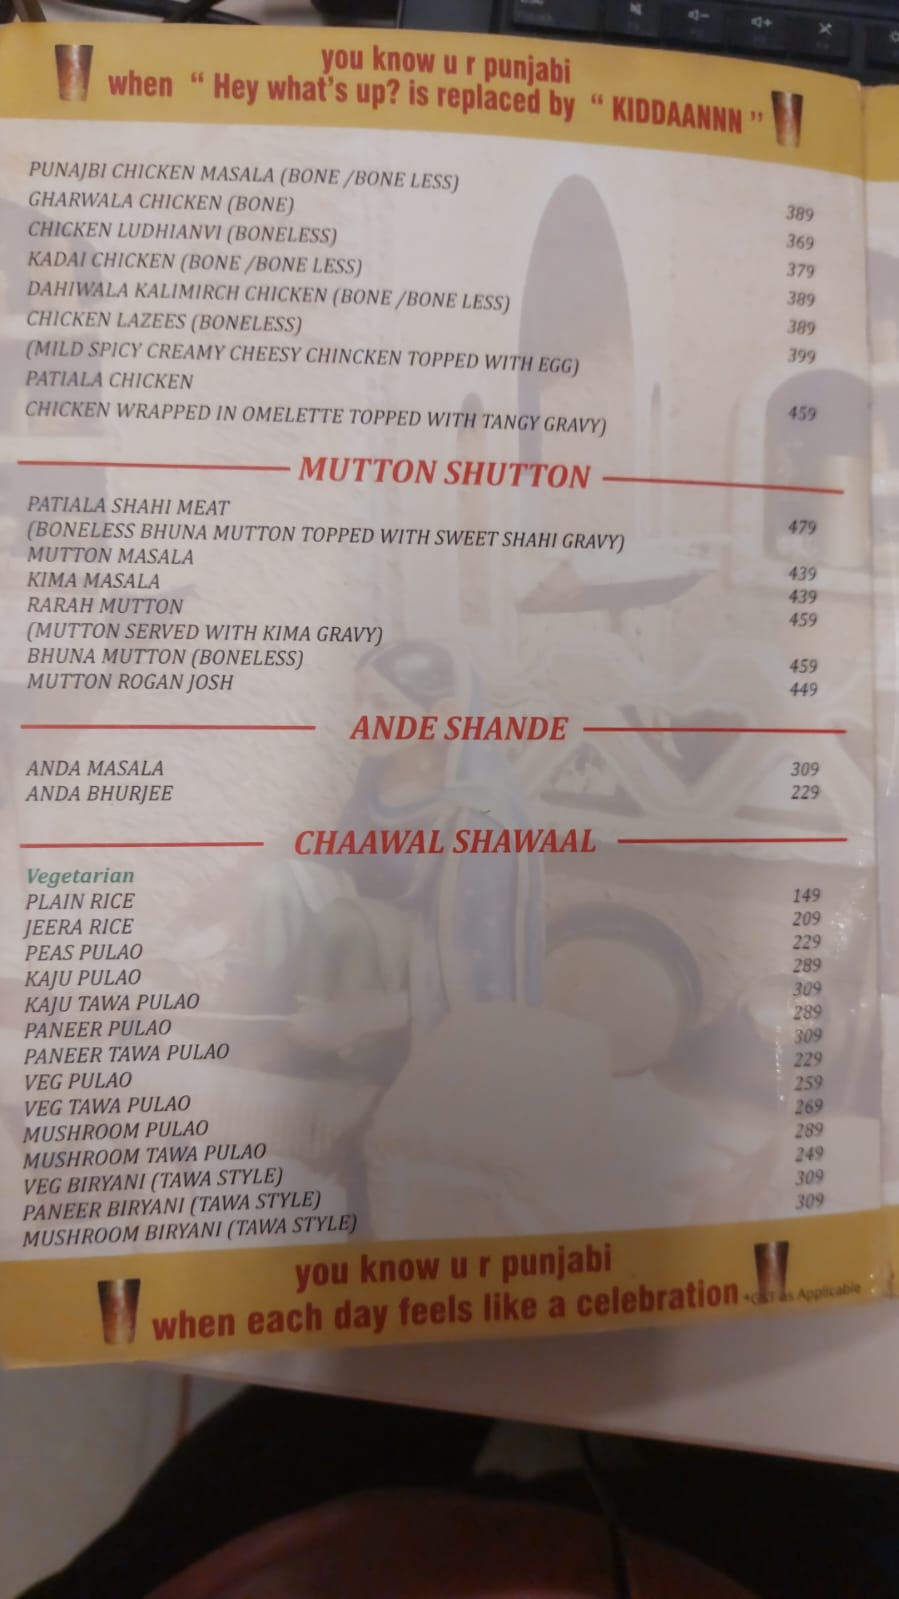 you know u r punjabi
when “ Hey what's up? is replaced by “ KIDDAANNN ”
PUNAJBI CHICKEN MASALA (BONE /BONE LESS) 389
GHARWALA CHICKEN (BONE) 369
CHICKEN LUDHIANVI (BONELESS) 379
KADAI CHICKEN (BONE /BONE LESS) 389
DAHIWALA KALIMIRCH CHICKEN (BONE /BONE LESS) 389
CHICKEN LAZEES (BONELESS) 399
(MILD SPICY CREAMY CHEESY CHINCKEN TOPPED WITH EGG)
PATIALA CHICKEN 459
CHICKEN WRAPPED IN OMELETTE TOPPED WITH TANGY GRAVY)
MUTTON SHUTTON
PATIALA SHAHI MEAT 479
(BONELESS BHUNA MUTTON TOPPED WITH SWEET SHAHI GRAVY)
MUTTON MASALA 439
KIMA MASALA 439
RARAH MUTTON 459
(MUTTON SERVED WITH KIMA GRAVY)
BHUNA MUTTON (BONELESS) 459
MUTTON ROGAN JOSH 449
ANDE SHANDE
ANDA MASALA 309
ANDA BHURJEE 229
CHAAWAL SHAWAAL
Vegetarian
PLAIN RICE 149
JEERA RICE 209
PEAS PULAO 229
KAJU PULAO 289
KAJU TAWA PULAO 309
PANEER PULAO 289
PANEER TAWA PULAO 309
VEG PULAO 229
VEG TAWA PULAO 259
MUSHROOM PULAO 269
MUSHROOM TAWA PULAO 289
VEG BIRYANI (TAWA STYLE) 249
PANEER BIRYANI (TAWA STYLE) 309
MUSHROOM BIRYANI (TAWA STYLE) 309
you know u r punjabi
when each day feels like a celebration
*GST as Applicable